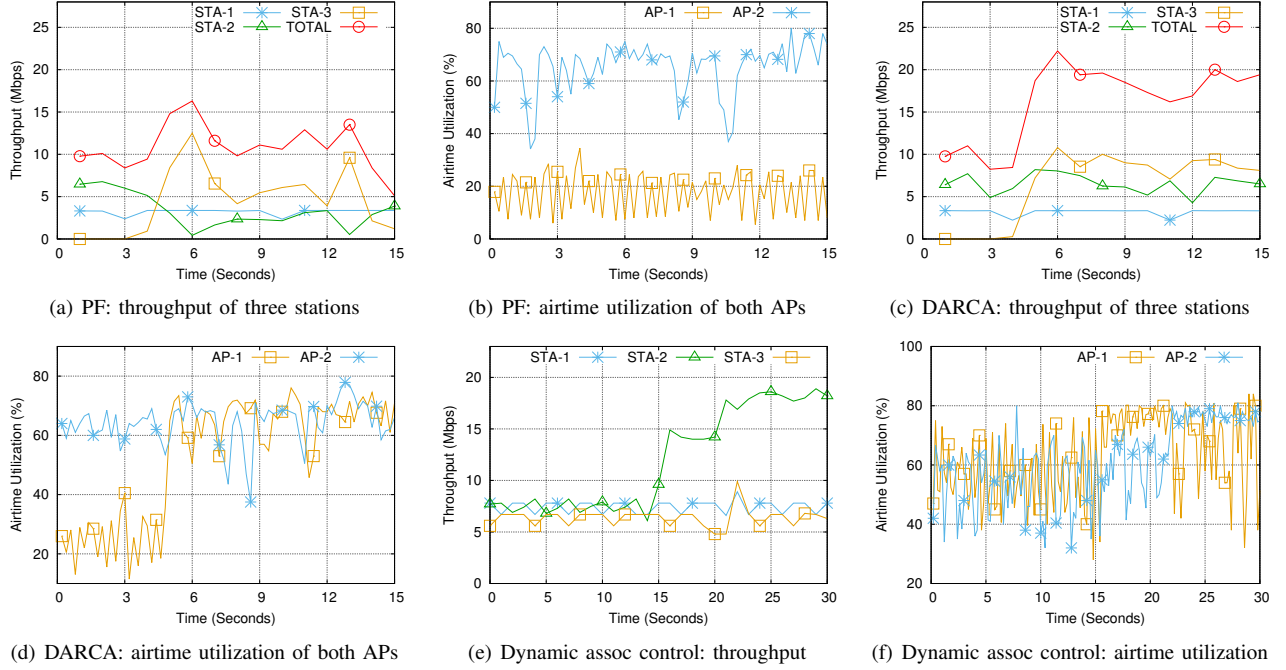 STA-1 STA-3
STA-2 TOTAL
Throughput (Mbps)
25
20
15
10
5
0
0 3 6 9 12 15
Time (Seconds)
(a) PF: throughput of three stations
AP-1 AP-2
Airtime Utilization (%)
80
60
40
20
0
0 3 6 9 12 15
Time (Seconds)
(b) PF: airtime utilization of both APs
STA-1 STA-3
STA-2 TOTAL
Throughput (Mbps)
25
20
15
10
5
0
0 3 6 9 12 15
Time (Seconds)
(c) DARCA: throughput of three stations
AP-1 AP-2
Airtime Utilization (%)
80
60
40
20
0 3 6 9 12 15
Time (Seconds)
(d) DARCA: airtime utilization of both APs
STA-1 STA-2 STA-3
Throughput (Mbps)
20
15
10
5
0
0 5 10 15 20 25 30
Time (Seconds)
(e) Dynamic assoc control: throughput
AP-1 AP-2
Airtime Utilization (%)
100
80
60
40
20
0 5 10 15 20 25 30
Time (Seconds)
(f) Dynamic assoc control: airtime utilization